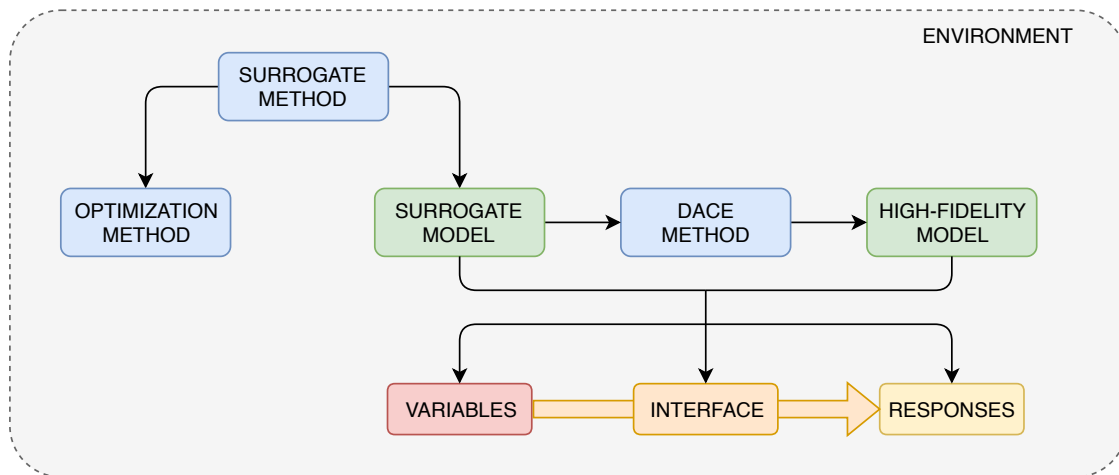 ENVIRONMENT
SURROGATE
METHOD
OPTIMIZATION
METHOD
SURROGATE
MODEL
DACE
METHOD
HIGH-FIDELITY
MODEL
VARIABLES
INTERFACE
RESPONSES